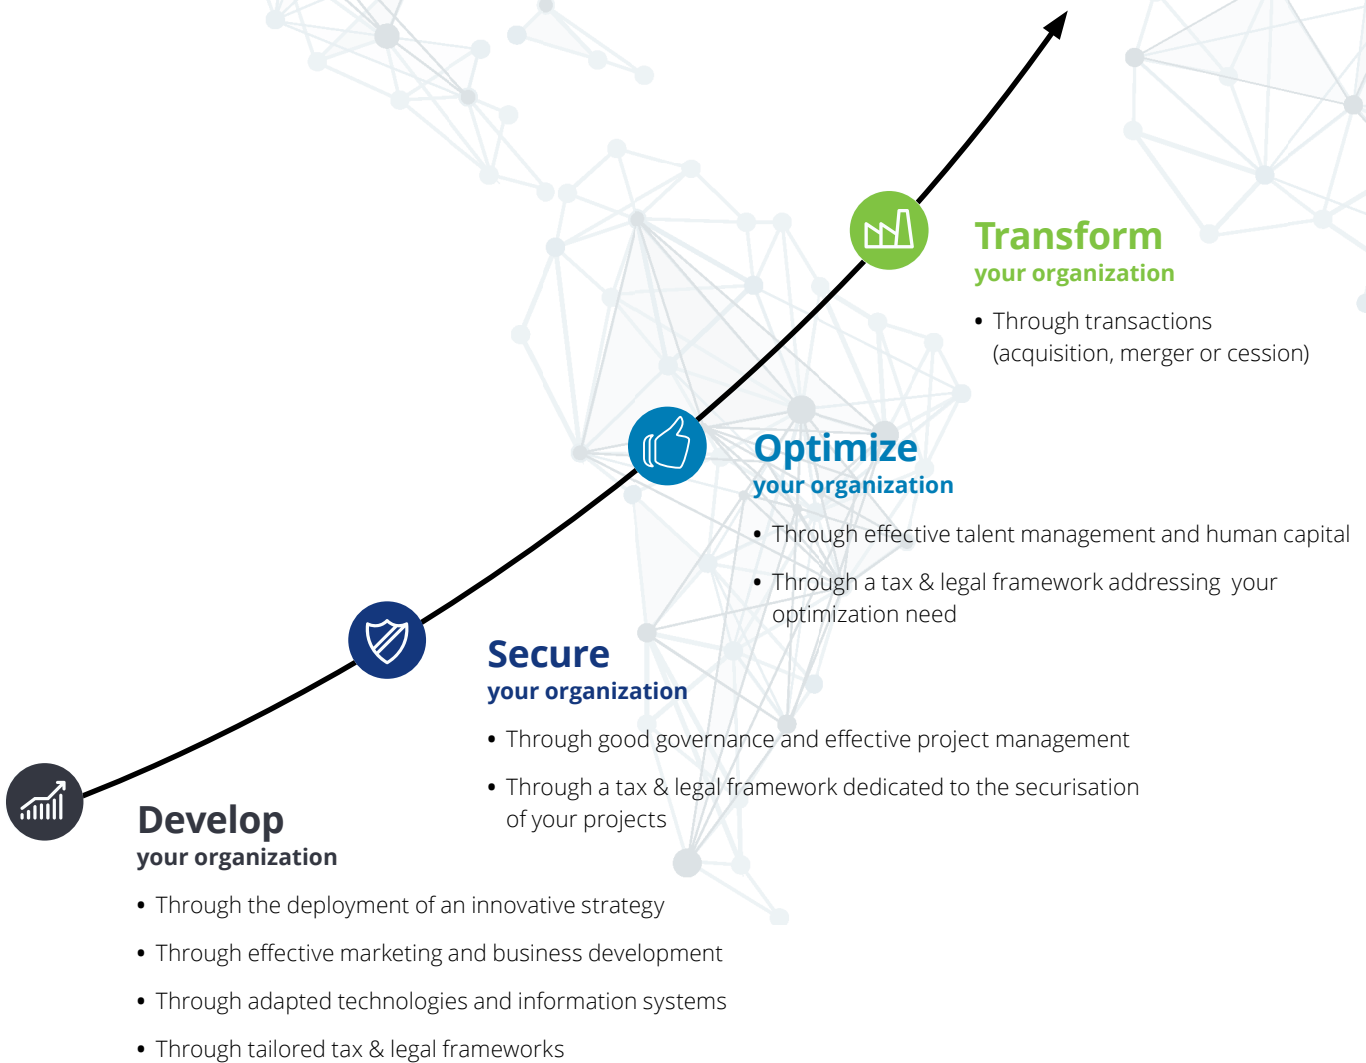 Transform
your organization
• Through transactions
(acquisition, merger or cession)
Optimize
your organization
• Through effective talent management and human capital
• Through a tax & legal framework addressing  your
optimization need
Secure
your organization
• Through good governance and effective project management
• Through a tax & legal framework dedicated to the securisation
of your projects
Develop
your organization
• Through the deployment of an innovative strategy
• Through effective marketing and business development
• Through adapted technologies and information systems
• Through tailored tax & legal frameworks